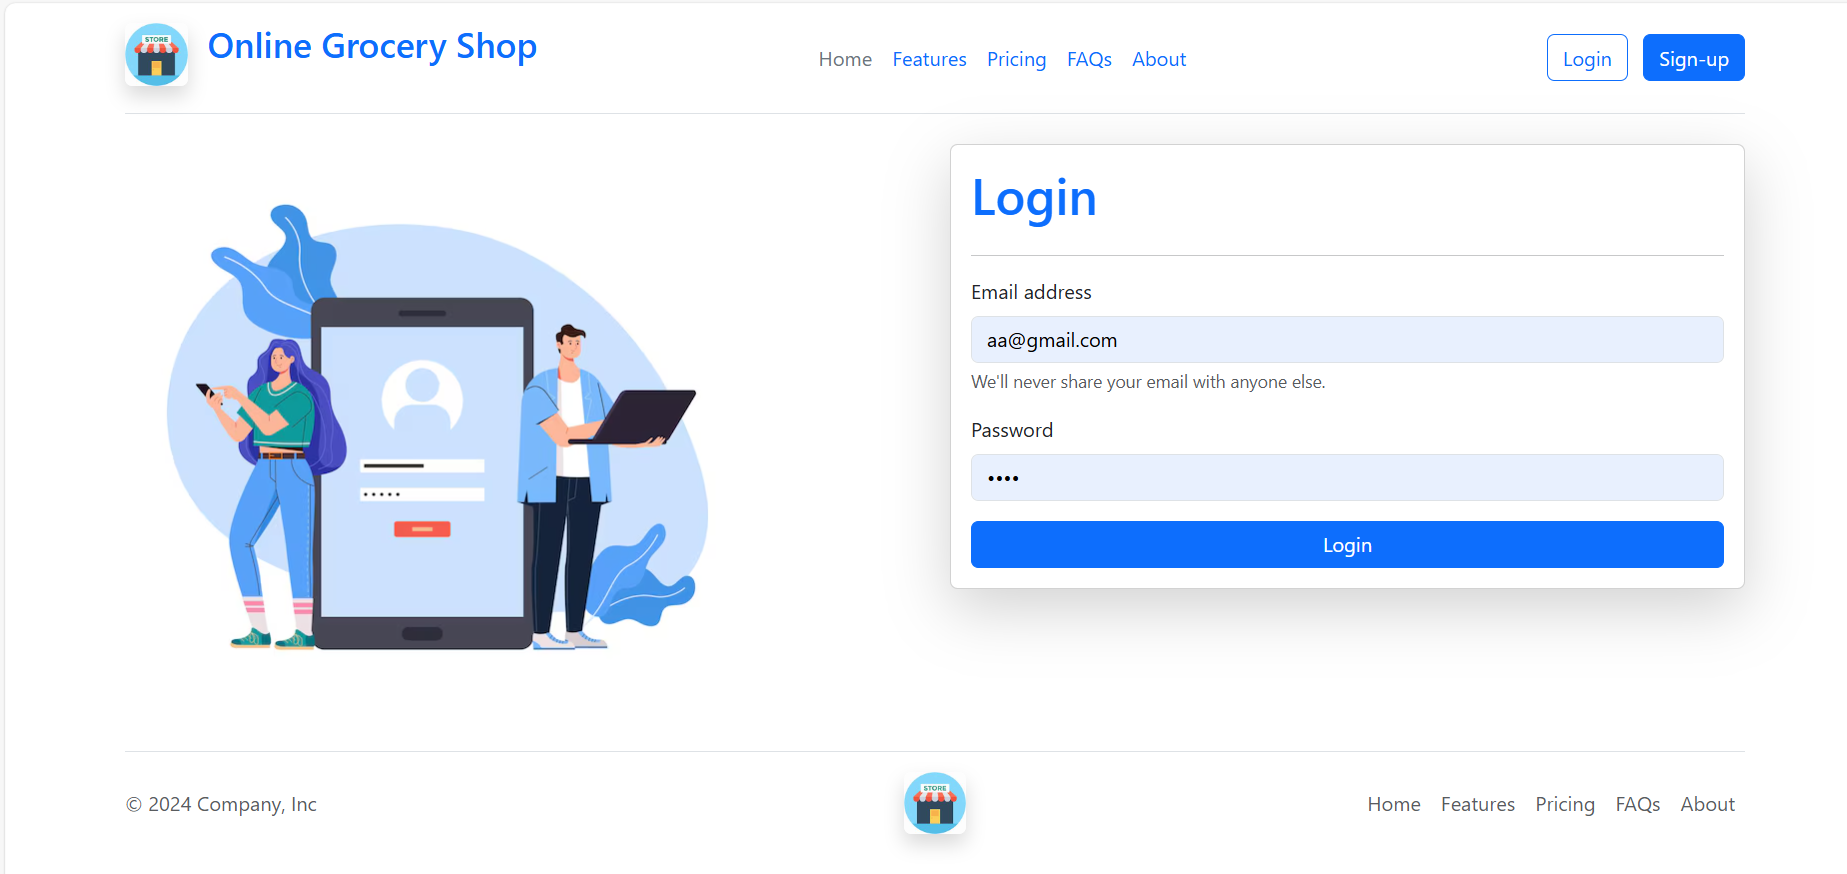 STORE
Online Grocery Shop
Home Features Pricing FAQs About
Login Sign-up
Login
Email address
aa@gmail.com
We'll never share your email with anyone else.
Password
••••
Login
© 2024 Company, Inc
STORE
Home Features Pricing FAQs About